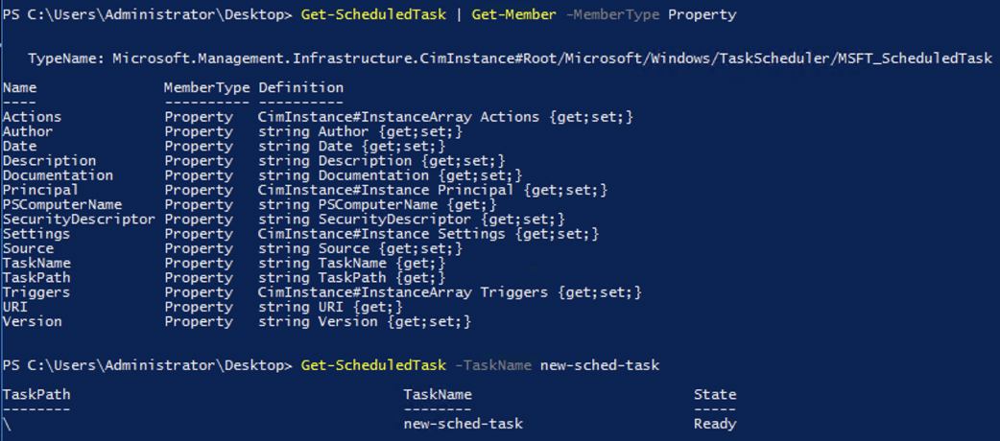 PS C:\Users\Administrator\Desktop> Get-ScheduledTask | Get-Member -MemberType Property
TypeName: Microsoft.Management.Infrastructure.CimInstance#Root/Microsoft/Windows/TaskScheduler/MSFT_ScheduledTask
Name MemberType Definition
---- ---------- ----------
Actions Property CimInstance#InstanceArray Actions {get;set;}
Author Property string Author {get;set;}
Date Property string Date {get;set;}
Description Property string Description {get;set;}
Documentation Property string Documentation {get;set;}
Principal Property CimInstance#Instance Principal {get;set;}
PSComputerName Property string PSComputerName {get;}
SecurityDescriptor Property string SecurityDescriptor {get;set;}
Settings Property CimInstance#Instance Settings {get;set;}
Source Property string Source {get;set;}
TaskName Property string TaskName {get;}
TaskPath Property string TaskPath {get;}
Triggers Property CimInstance#InstanceArray Triggers {get;set;}
URI Property string URI {get;}
Version Property string Version {get;set;}
PS C:\Users\Administrator\Desktop> Get-ScheduledTask -TaskName new-sched-task
TaskPath TaskName State
-------- -------- -----
\ new-sched-task Ready